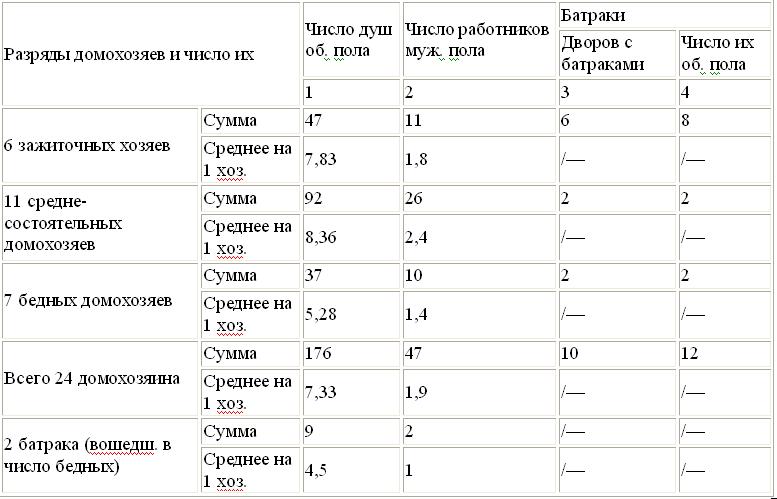 Разряды домохозяев и число их
Число душ
об. пола
Число работников
муж. пола
Батраки
Дворов с
батраками
Число их
об. пола
1 2 3 4
6 зажиточных хозяев
Сумма 47 11 6 8
Среднее на
1 хоз.
7,83 1,8 /— /—
11 средне-
состоятельных
домохозяев
Сумма 92 26 2 2
Среднее на
1 хоз.
8,36 2,4 /— /—
7 бедных домохозяев
Сумма 37 10 2 2
Среднее на
1 хоз.
5,28 1,4 /— /—
Всего 24 домохозяина
Сумма 176 47 10 12
Среднее на
1 хоз.
7,33 1,9 /— /—
2 батрака (вошедш. в
число бедных)
Сумма 9 2 /— /—
Среднее на
1 хоз.
4,5 1 /— /—